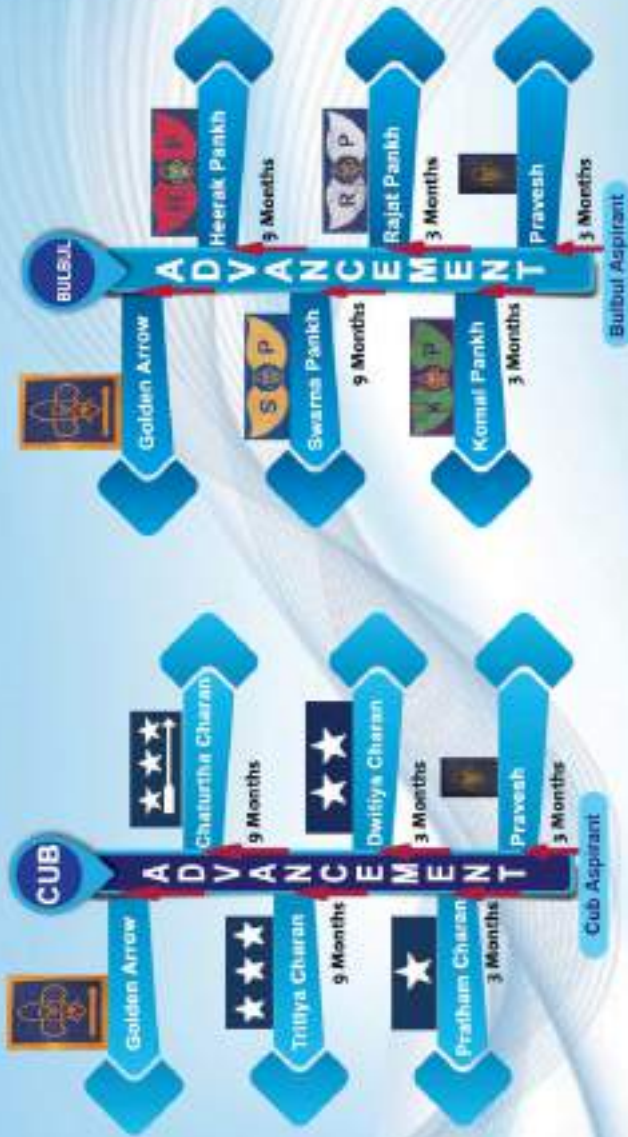 CUB
ADVANCEMENT
Golden Arrow
Chaturtha Charan
9 Months
Tritiya Charan
9 Months
Dwitiya Charan
3 Months
Pratham Charan
3 Months
Pravesh
3 Months
Cub Aspirant
BULBUL
ADVANCEMENT
Golden Arrow
H P
Heerak Pankh
9 Months
S P
Swarna Pankh
9 Months
R P
Rajat Pankh
3 Months
K P
Komal Pankh
3 Months
Pravesh
3 Months
Bulbul Aspirant